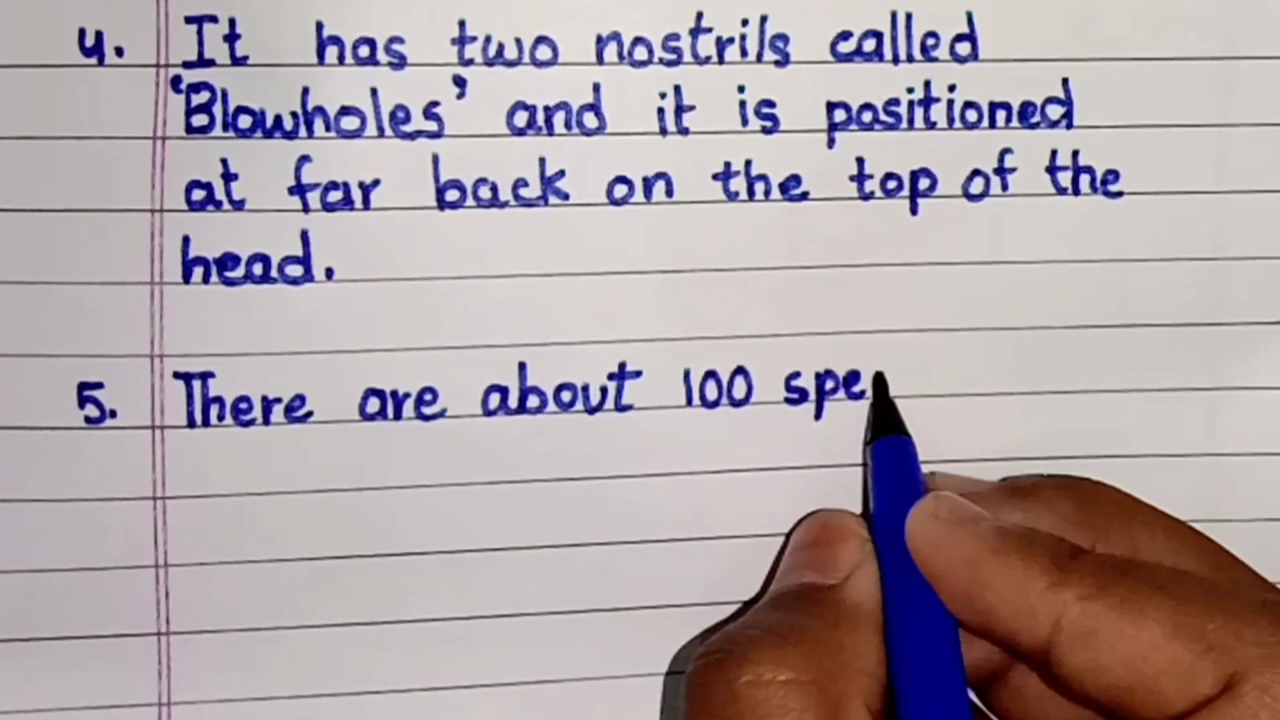 4. It has two nostrils called
'Blowholes' and it is positioned
at far back on the top of the
head.
5. There are about 100 spe